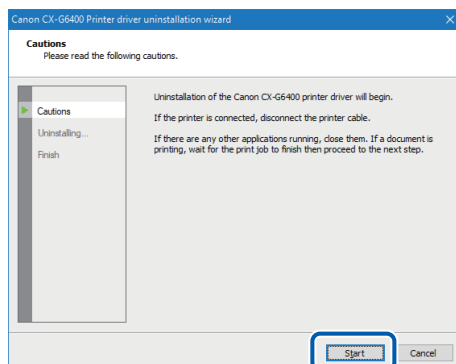 Canon CX-G6400 Printer driver uninstallation wizard
Cautions
Please read the following cautions.
Cautions
Uninstalling...
Finish
Uninstallation of the Canon CX-G6400 printer driver will begin.
If the printer is connected, disconnect the printer cable.
If there are any other applications running, close them. If a document is
printing, wait for the print job to finish then proceed to the next step.
Start
Cancel